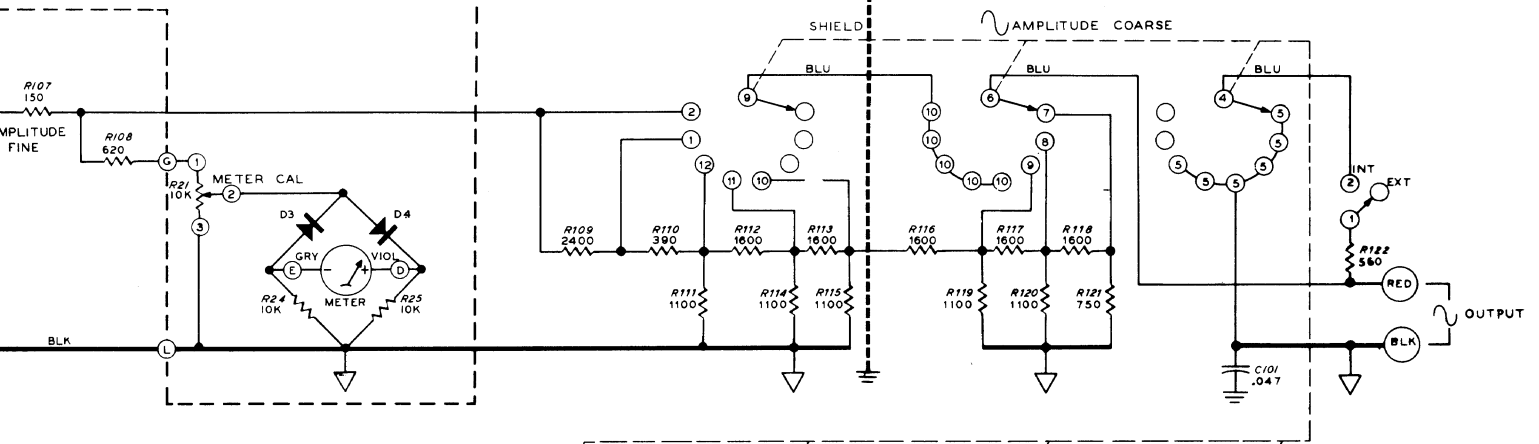 SHIELD
AMPLITUDE COARSE
BLU
BLU
BLU
9
6
4
R107
150
MPLITUDE
FINE
R108
620
G
1
R21
10K
METER CAL
2
3
D3
D4
GRY
VIOL
E
-
+
D
METER
R24
10K
R25
10K
BLK
L
2
1
12
11
10
R109
2400
R110
390
R112
1600
R113
1600
R111
1100
R114
1100
R115
1100
10
10
10
10
10
7
8
9
R116
1600
R117
1600
R118
1600
R119
1100
R120
1100
R121
750
5
5
5
5
5
5
5
INT
2
EXT
1
R122
560
RED
OUTPUT
BLK
C101
.047